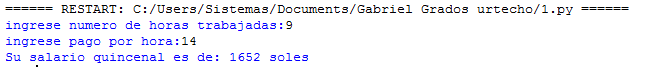 ====== RESTART: C:/Users/Sistemas/Documents/Gabriel Grados urtecho/1.py ======
ingrese numero de horas trabajadas:9
ingrese pago por hora:14
Su salario quincenal es de: 1652 soles